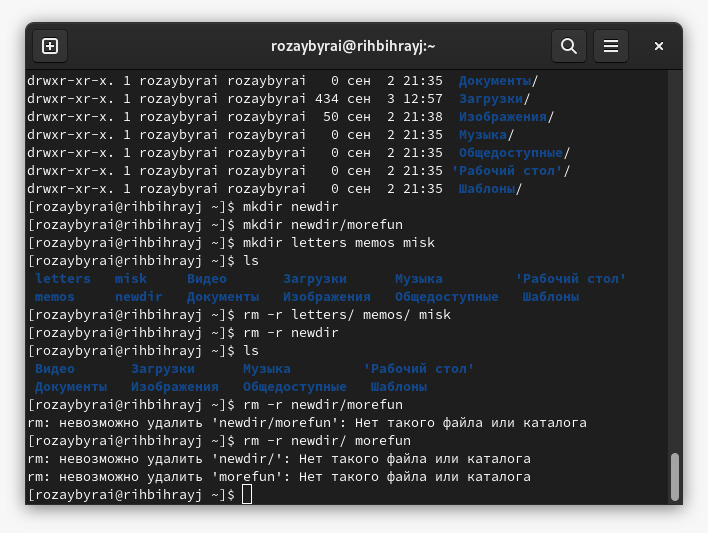 rozaybyrai@rihbihrayj:~
drwxr-xr-x. 1 rozaybyrai rozaybyrai   0 сен  2 21:35  Документы/
drwxr-xr-x. 1 rozaybyrai rozaybyrai 434 сен  3 12:57  Загрузки/
drwxr-xr-x. 1 rozaybyrai rozaybyrai  50 сен  2 21:38  Изображения/
drwxr-xr-x. 1 rozaybyrai rozaybyrai   0 сен  2 21:35  Музыка/
drwxr-xr-x. 1 rozaybyrai rozaybyrai   0 сен  2 21:35  Общедоступные/
drwxr-xr-x. 1 rozaybyrai rozaybyrai   0 сен  2 21:35 'Рабочий стол'/
drwxr-xr-x. 1 rozaybyrai rozaybyrai   0 сен  2 21:35  Шаблоны/
[rozaybyrai@rihbihrayj ~]$ mkdir newdir
[rozaybyrai@rihbihrayj ~]$ mkdir newdir/morefun
[rozaybyrai@rihbihrayj ~]$ mkdir letters memos misk
[rozaybyrai@rihbihrayj ~]$ ls
letters   misk     Видео       Загрузки      Музыка         'Рабочий стол'
memos     newdir   Документы   Изображения   Общедоступные   Шаблоны
[rozaybyrai@rihbihrayj ~]$ rm -r letters/ memos/ misk
[rozaybyrai@rihbihrayj ~]$ rm -r newdir
[rozaybyrai@rihbihrayj ~]$ ls
Видео       Загрузки      Музыка         'Рабочий стол'
Документы   Изображения   Общедоступные   Шаблоны
[rozaybyrai@rihbihrayj ~]$ rm -r newdir/morefun
rm: невозможно удалить 'newdir/morefun': Нет такого файла или каталога
[rozaybyrai@rihbihrayj ~]$ rm -r newdir/ morefun
rm: невозможно удалить 'newdir/': Нет такого файла или каталога
rm: невозможно удалить 'morefun': Нет такого файла или каталога
[rozaybyrai@rihbihrayj ~]$